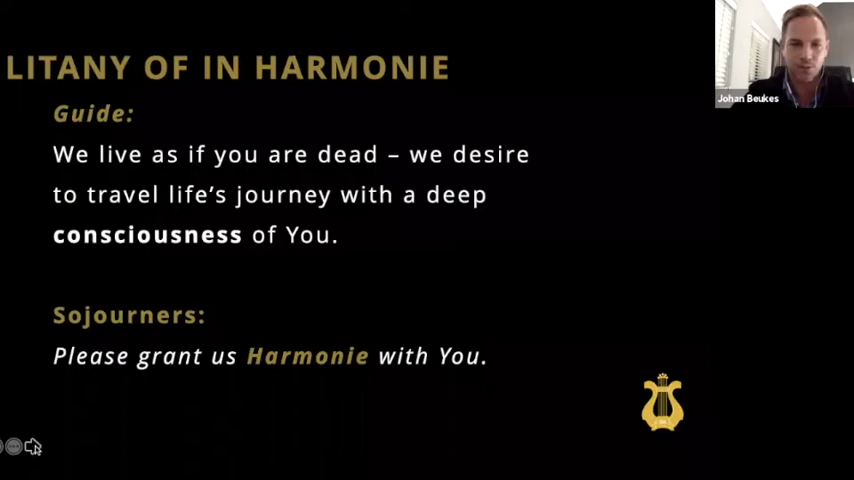 LITANY OF IN HARMONIE
Guide:
We live as if you are dead – we desire
to travel life's journey with a deep
consciousness of You.
Sojourners:
Please grant us Harmonie with You.
Johan Beukes